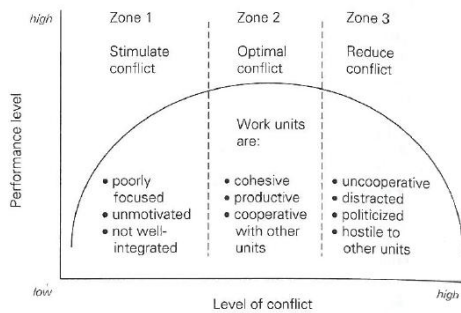 high
Zone 1
Zone 2
Zone 3
Stimulate
conflict
Optimal
conflict
Reduce
conflict
Performance level
Work units
are:
• poorly
focused
• unmotivated
• not well-
integrated
• cohesive
• productive
• cooperative
with other
units
• uncooperative
• distracted
• politicized
• hostile to
other units
low
high
Level of conflict